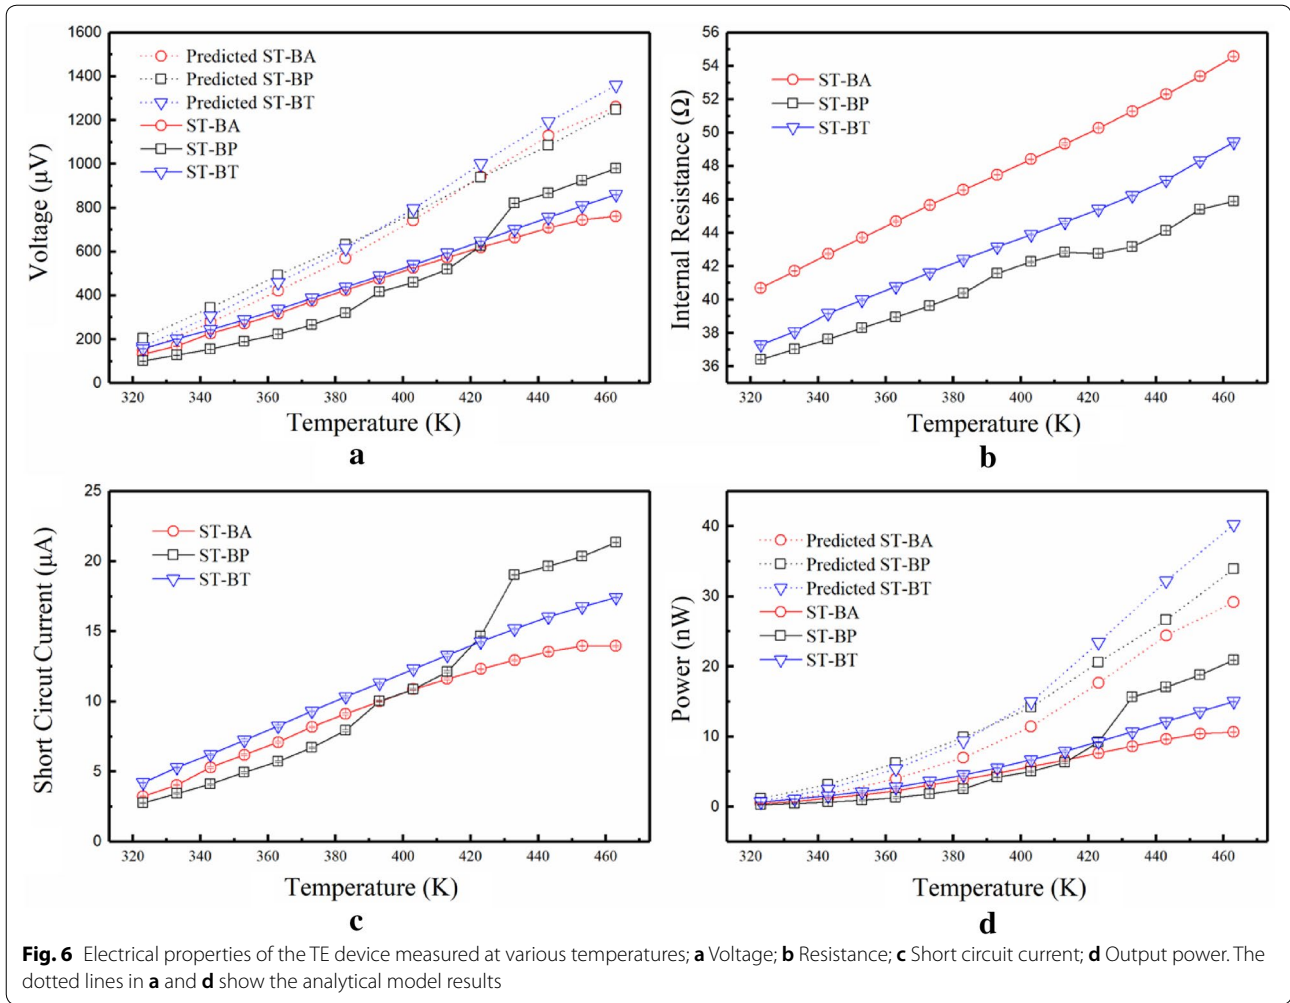 1600
1400
1200
1000
800
600
400
200
0
Voltage (μV)
Predicted ST-BA
Predicted ST-BP
Predicted ST-BT
ST-BA
ST-BP
ST-BT
320 340 360 380 400 420 440 460
Temperature (K)
a
56
54
52
50
48
46
44
42
40
38
36
Internal Resistance (Ω)
ST-BA
ST-BP
ST-BT
320 340 360 380 400 420 440 460
Temperature (K)
b
25
20
15
10
5
0
Short Circut Current (μA)
ST-BA
ST-BP
ST-BT
320 340 360 380 400 420 440 460
Temperature (K)
c
40
30
20
10
0
Power (nW)
Predicted ST-BA
Predicted ST-BP
Predicted ST-BT
ST-BA
ST-BP
ST-BT
320 340 360 380 400 420 440 460
Temperature (K)
d
Fig. 6 Electrical properties of the TE device measured at various temperatures; a Voltage; b Resistance; c Short circuit current; d Output power. The
dotted lines in a and d show the analytical model results